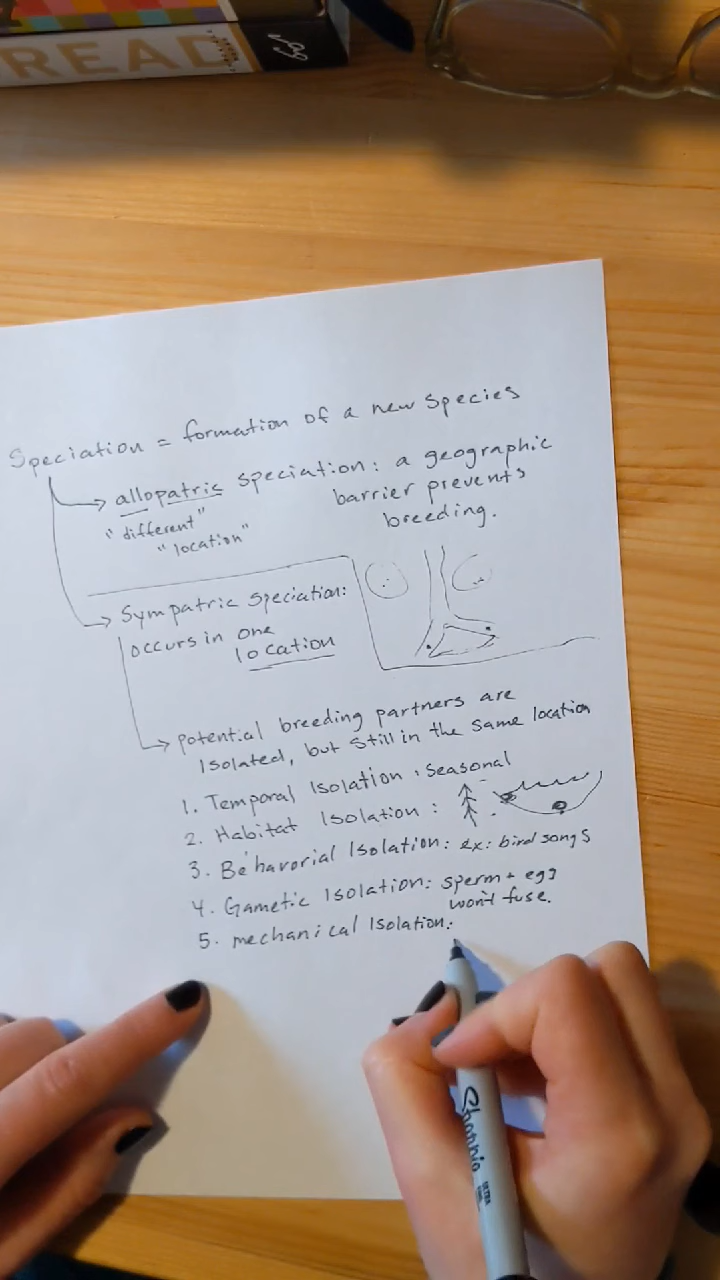 READ
Speciation = formation of a new species
allopatric speciation: a geographic
barrier prevents
breeding.
"different"
"location"
Sympatric speciation:
occurs in one
location
potential breeding partners are
isolated, but still in the same location
1. Temporal Isolation: seasonal
2. Habitat Isolation:
3. Behavorial Isolation: ex: bird songs
4. Gametic Isolation: sperm + egg
won't fuse.
5. mechanical Isolation:
Sharpie
ULTRA